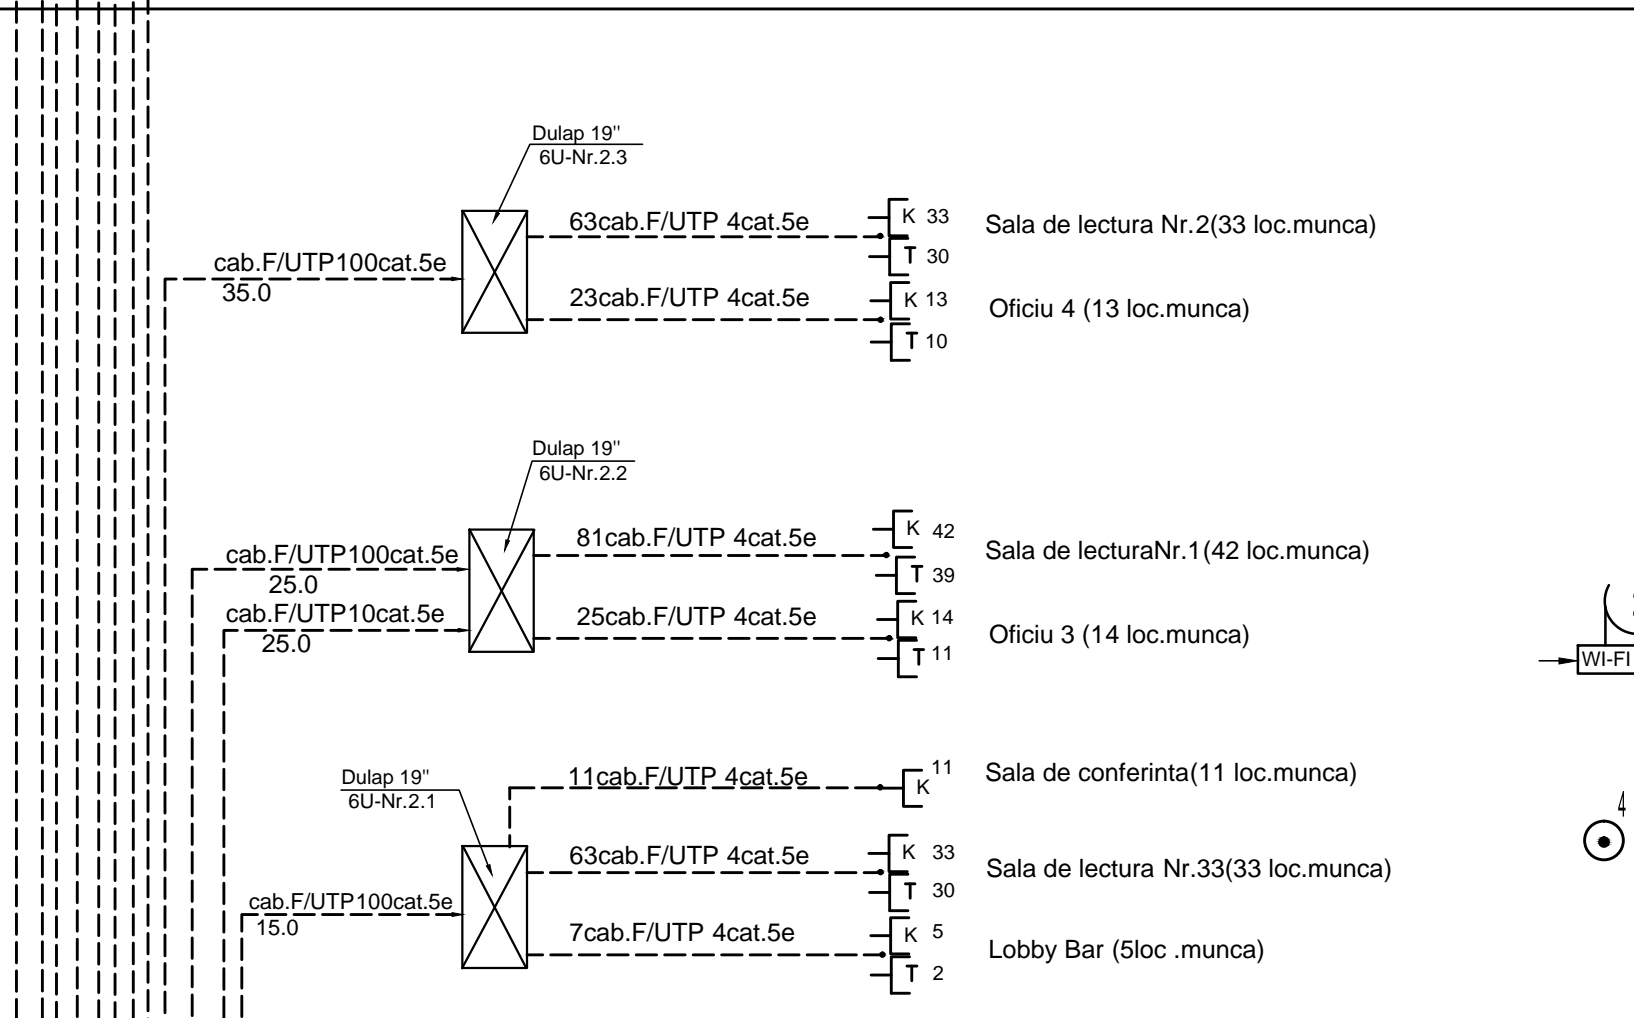 Dulap 19"
6U-Nr.2.3
63cab.F/UTP 4cat.5e
K 33
Sala de lectura Nr.2(33 loc.munca)
T 30
cab.F/UTP100cat.5e
35.0
23cab.F/UTP 4cat.5e
K 13
Oficiu 4 (13 loc.munca)
T 10
Dulap 19"
6U-Nr.2.2
81cab.F/UTP 4cat.5e
K 42
Sala de lecturaNr.1(42 loc.munca)
T 39
cab.F/UTP100cat.5e
25.0
cab.F/UTP10cat.5e
25.0
25cab.F/UTP 4cat.5e
K 14
Oficiu 3 (14 loc.munca)
T 11
WI-FI
Dulap 19"
6U-Nr.2.1
11cab.F/UTP 4cat.5e
K 11
Sala de conferinta(11 loc.munca)
63cab.F/UTP 4cat.5e
K 33
Sala de lectura Nr.33(33 loc.munca)
T 30
cab.F/UTP100cat.5e
15.0
7cab.F/UTP 4cat.5e
K 5
Lobby Bar (5loc .munca)
T 2